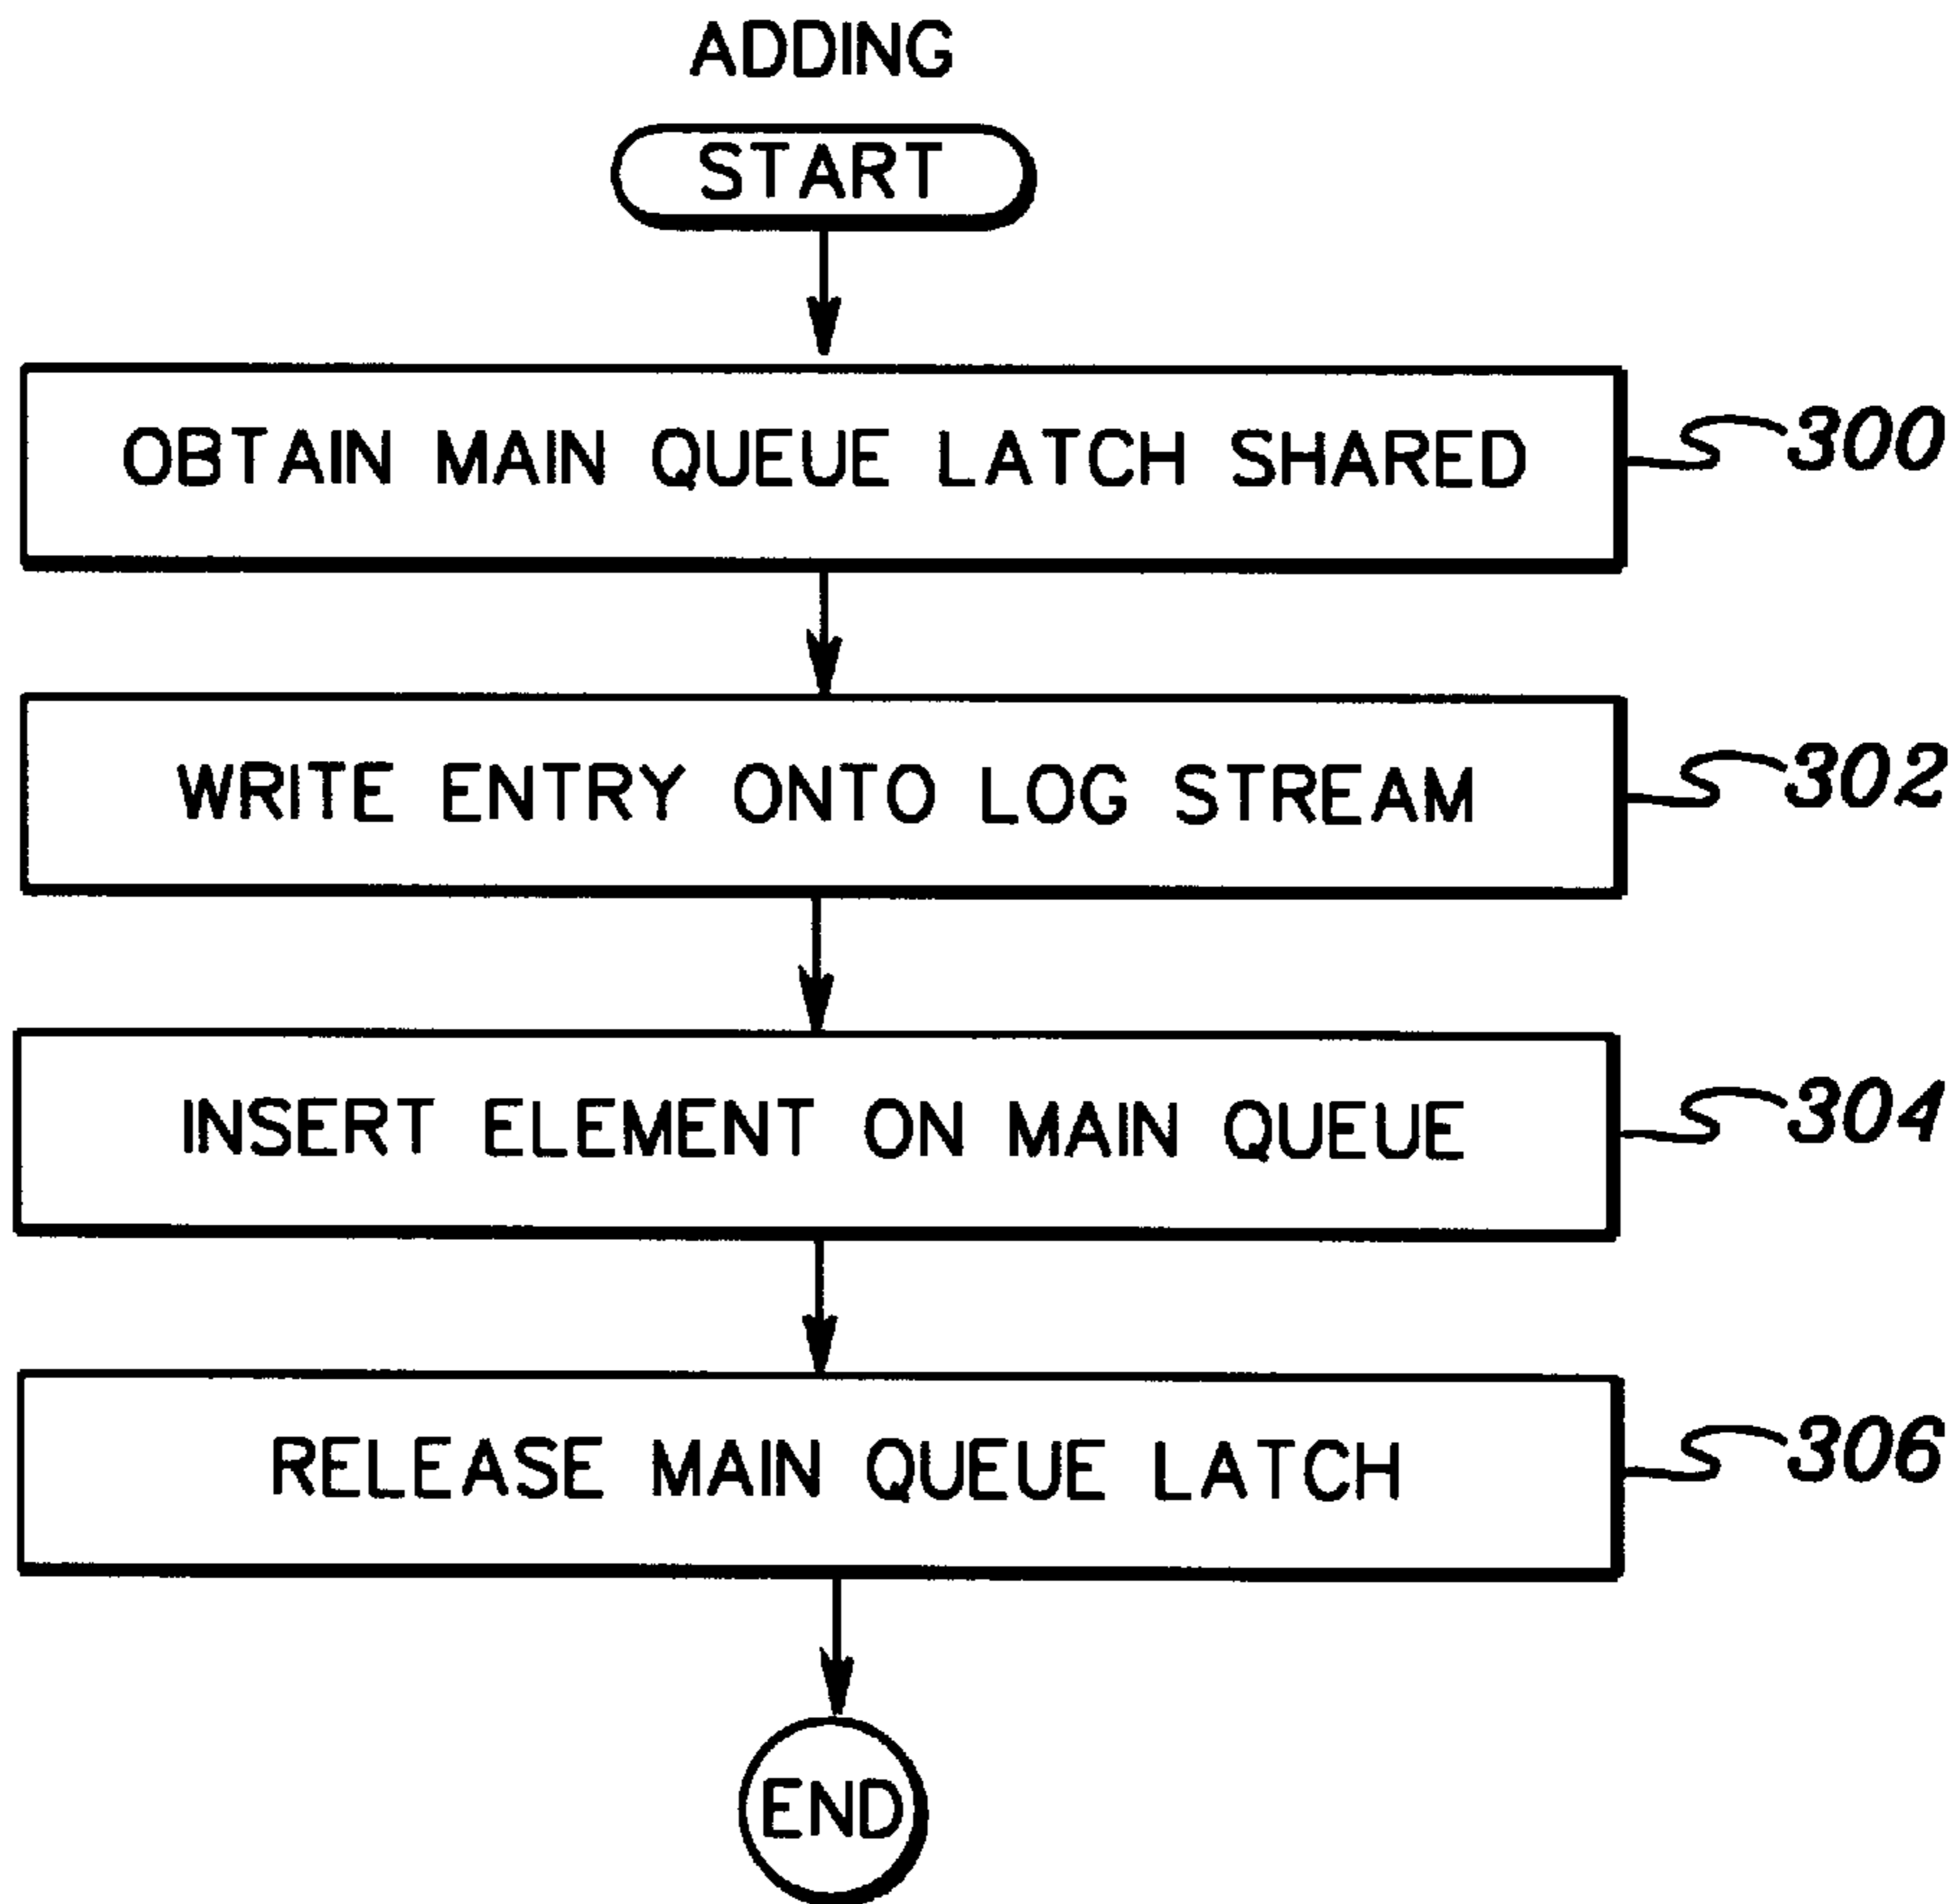 ADDING
START
OBTAIN MAIN QUEUE LATCH SHARED
300
WRITE ENTRY ONTO LOG STREAM
302
INSERT ELEMENT ON MAIN QUEUE
304
RELEASE MAIN QUEUE LATCH
306
END